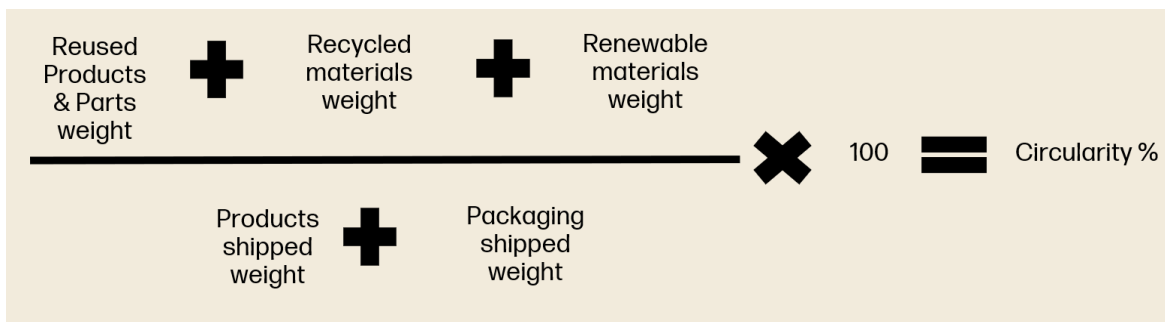 Reused
Products
& Parts
weight
Recycled
materials
weight
Renewable
materials
weight
100
Circularity %
Products
shipped
weight
Packaging
shipped
weight